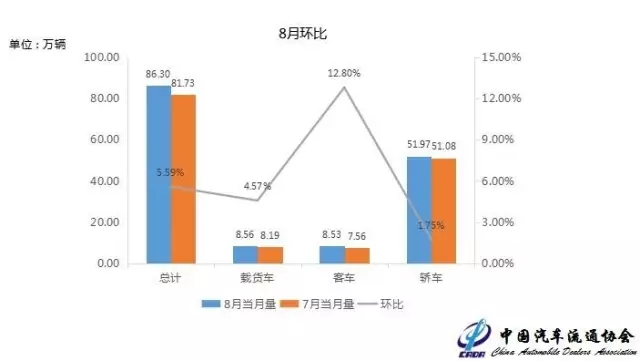 8月环比
单位：万辆
100.00
80.00
60.00
40.00
20.00
0.00
15.00%
12.00%
9.00%
6.00%
3.00%
0.00%
86.30
81.73
5.59%
8.56
8.19
4.57%
8.53
7.56
12.80%
51.97
51.08
1.75%
总计
载货车
客车
轿车
8月当月量
7月当月量
环比
CADA
中国汽车流通协会
China Automobile Dealers Association